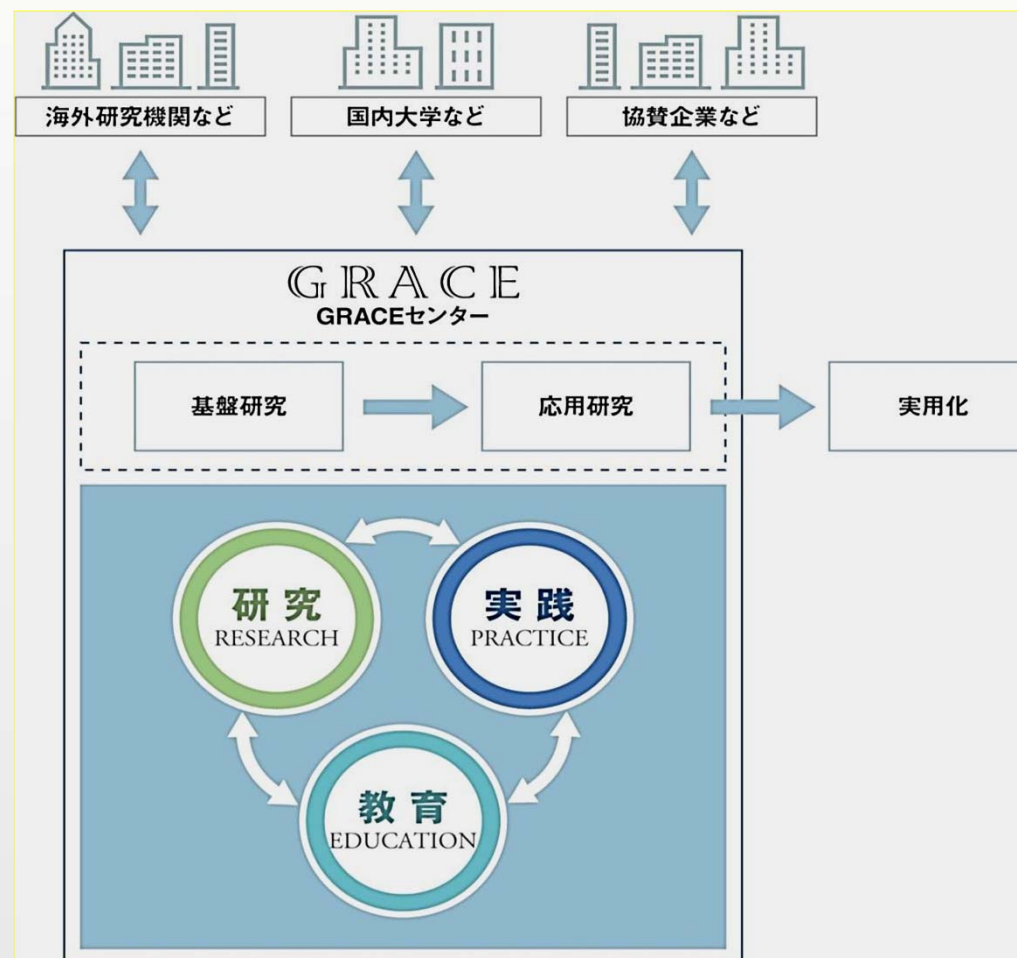 海外研究機関など
国内大学など
協賛企業など
GRACE
GRACEセンター
基盤研究
応用研究
実用化
研究
RESEARCH
実践
PRACTICE
教育
EDUCATION